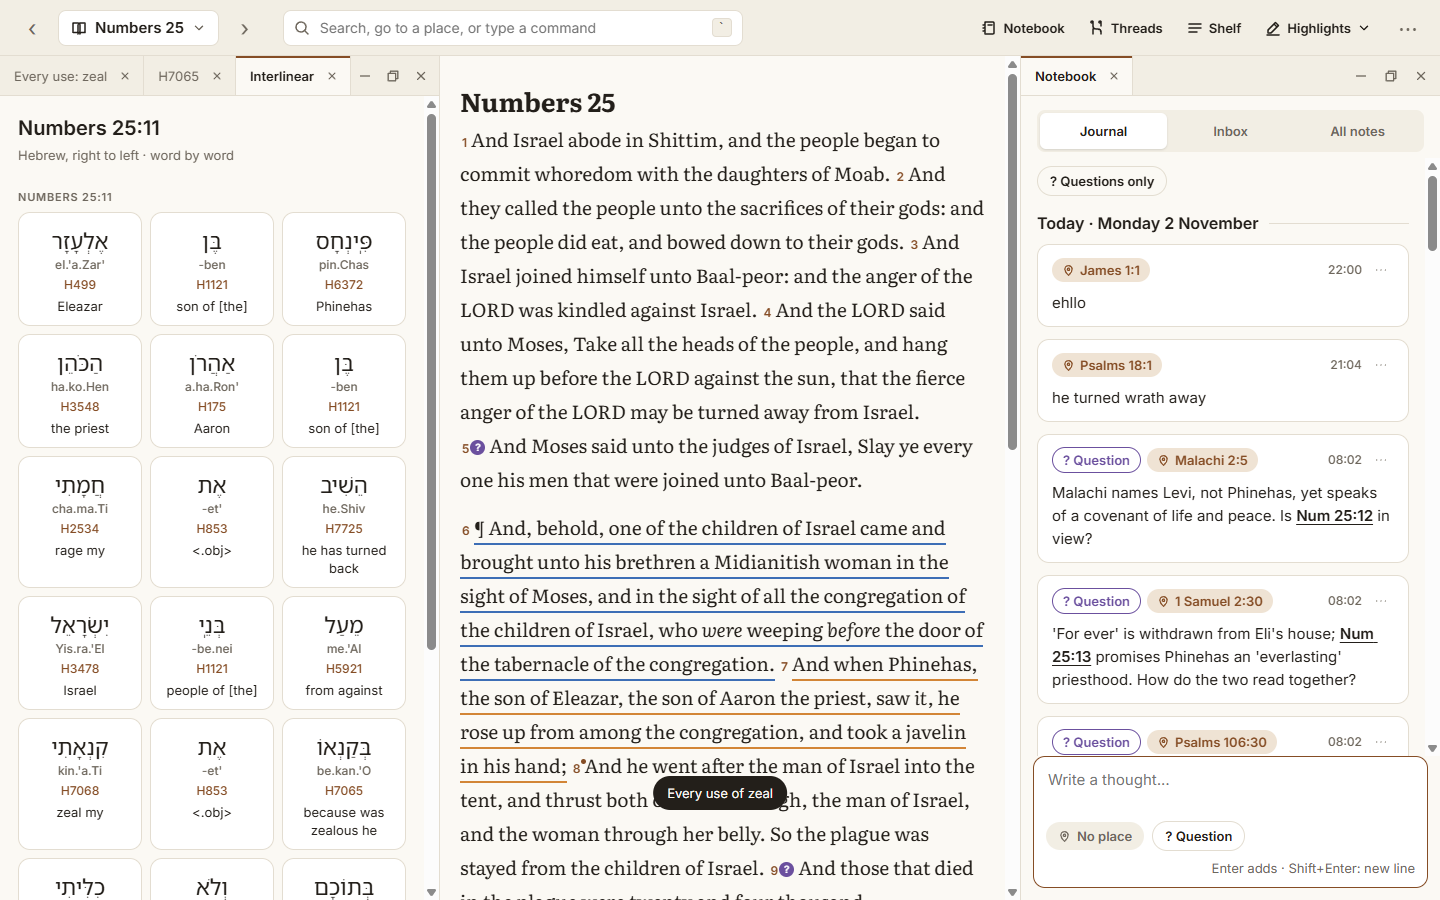 Numbers 25
Search, go to a place, or type a command
`
Notebook
Threads
Shelf
Highlights
Every use: zeal
H7065
Interlinear
Numbers 25:11
Hebrew, right to left · word by word
NUMBERS 25:11
אֶלְעָזָר
בֶּן
פִּינְחָס
el.'a.Zar'
-ben
pin.Chas
H499
H1121
H6372
Eleazar
son of [the]
Phinehas
הַכֹּהֵן
אַהֲרֹן
בֶּן
ha.ko.Hen
a.ha.Ron'
-ben
H3548
H175
H1121
the priest
Aaron
son of [the]
חֲמָתִי
אֶת
הֵשִׁיב
cha.ma.Ti
-et'
he.Shiv
H2534
H853
H7725
rage my
<.obj>
he has turned back
יִשְׂרָאֵל
בְּנֵי
מֵעַל
Yis.ra.'El
-be.nei
me.'Al
H3478
H1121
H5921
Israel
people of [the]
from against
קִנְאָתִי
אֶת
בְּקַנְאוֹ
kin.'a.Ti
-et'
be.kan.'O
H7068
H853
H7065
zeal my
<.obj>
because was zealous he
כִלִּיתִי
וְלֹא
בְּתוֹכָם
Numbers 25
1 And Israel abode in Shittim, and the people began to
commit whoredom with the daughters of Moab. 2 And
they called the people unto the sacrifices of their gods: and
the people did eat, and bowed down to their gods. 3 And
Israel joined himself unto Baal-peor: and the anger of the
LORD was kindled against Israel. 4 And the LORD said
unto Moses, Take all the heads of the people, and hang
them up before the LORD against the sun, that the fierce
anger of the LORD may be turned away from Israel.
5 ? And Moses said unto the judges of Israel, Slay ye every
one his men that were joined unto Baal-peor.
6 ¶ And, behold, one of the children of Israel came and
brought unto his brethren a Midianitish woman in the
sight of Moses, and in the sight of all the congregation of
the children of Israel, who were weeping before the door of
the tabernacle of the congregation. 7 And when Phinehas,
the son of Eleazar, the son of Aaron the priest, saw it, he
rose up from among the congregation, and took a javelin
in his hand; 8 And he went after the man of Israel into the
tent, and thrust both
h, the man of Israel,
Every use of zeal
and the woman through her belly. So the plague was
stayed from the children of Israel. 9 ? And those that died
in the plague were twenty and four thousand.
Notebook
Journal
Inbox
All notes
? Questions only
Today · Monday 2 November
James 1:1
22:00
ehllo
Psalms 18:1
21:04
he turned wrath away
? Question
Malachi 2:5
08:02
Malachi names Levi, not Phinehas, yet speaks
of a covenant of life and peace. Is Num 25:12 in
view?
? Question
1 Samuel 2:30
08:02
'For ever' is withdrawn from Eli's house; Num
25:13 promises Phinehas an 'everlasting'
priesthood. How do the two read together?
? Question
Psalms 106:30
08:02
Write a thought…
No place
? Question
Enter adds · Shift+Enter: new line